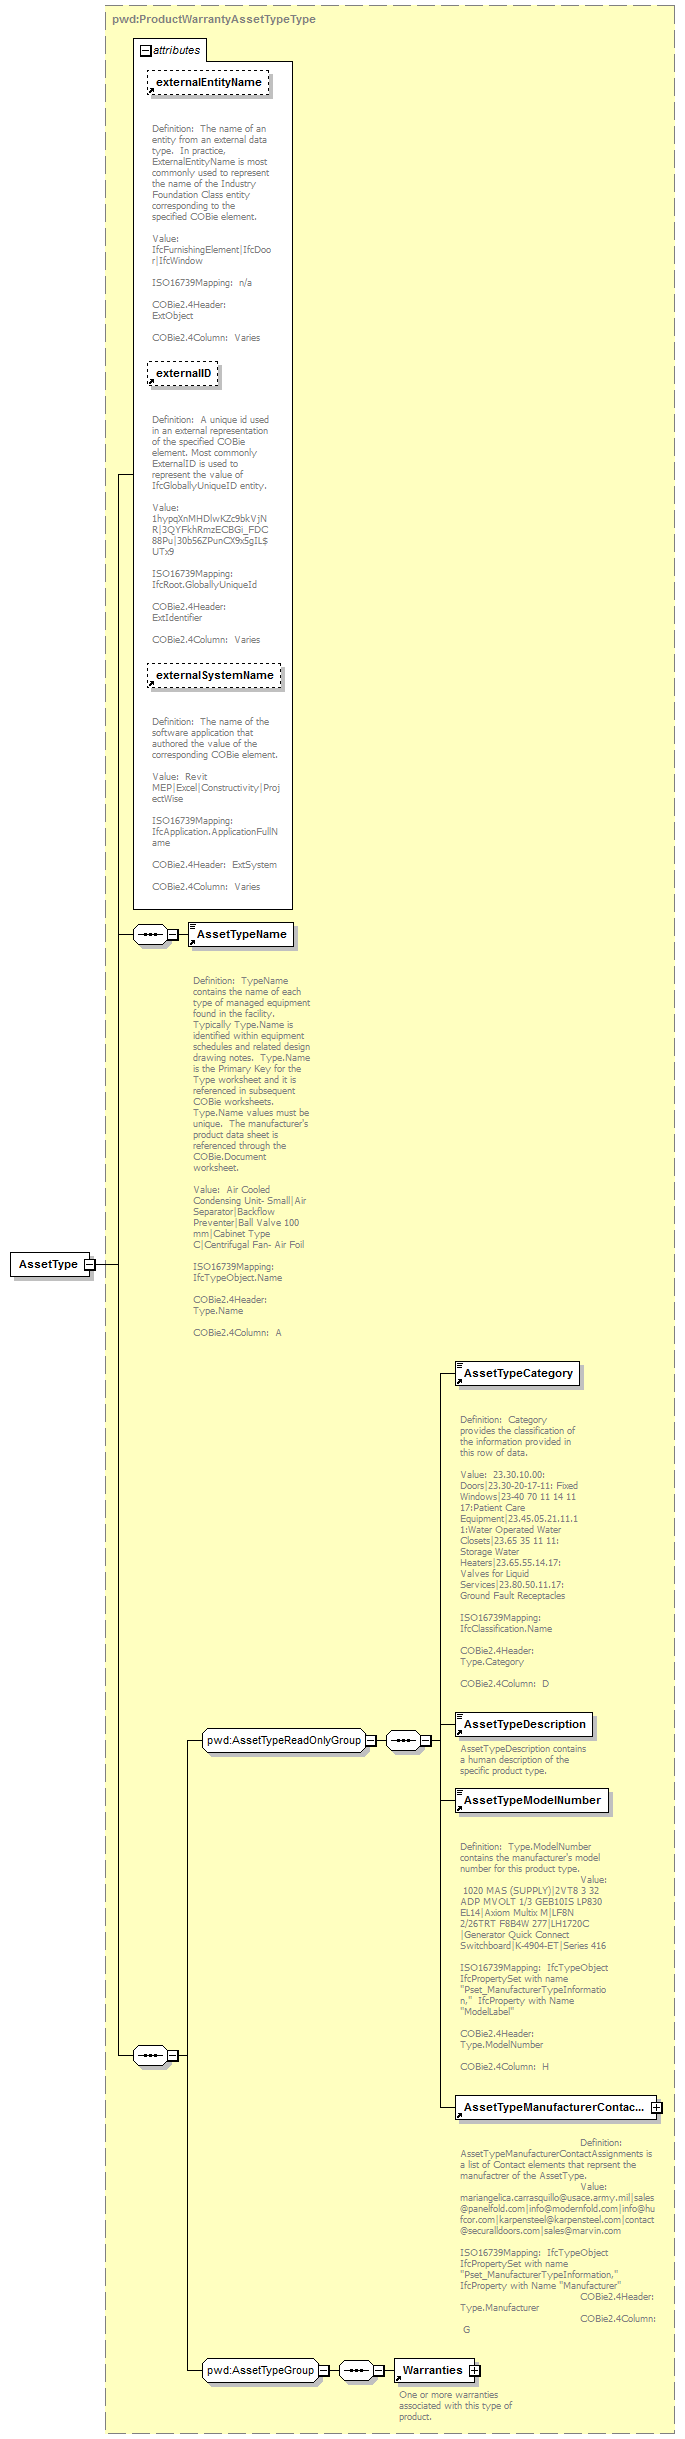 pwd:ProductWarrantyAssetTypeType
attributes
externalEntityName
Definition:  The name of an
entity from an external data
type.  In practice,
ExternalEntityName is most
commonly used to represent
the name of the Industry
Foundation Class entity
corresponding to the
specified COBie element.
Value:
IfcFurnishingElement|IfcDoo
r|IfcWindow
ISO16739Mapping:  n/a
COBie2.4Header:
ExtObject
COBie2.4Column:  Varies
externalID
Definition:  A unique id used
in an external representation
of the specified COBie
element. Most commonly
ExternalID is used to
represent the value of
IfcGloballyUniqueID entity.
Value:
1hypqXnMHDlwKZc9bkVjN
R|3QYFkhRmzECBGi_FDC
88Pu|30b56ZPunCX9x5gIL$
UTx9
ISO16739Mapping:
IfcRoot.GloballyUniqueId
COBie2.4Header:
ExtIdentifier
COBie2.4Column:  Varies
externalSystemName
Definition:  The name of the
software application that
authored the value of the
corresponding COBie element.
Value:  Revit
MEP|Excel|Constructivity|Proj
ectWise
ISO16739Mapping:
IfcApplication.ApplicationFullN
ame
COBie2.4Header:  ExtSystem
COBie2.4Column:  Varies
AssetTypeName
Definition:  TypeName
contains the name of each
type of managed equipment
found in the facility.
Typically Type.Name is
identified within equipment
schedules and related design
drawing notes.  Type.Name
is the Primary Key for the
Type worksheet and it is
referenced in subsequent
COBie worksheets.
Type.Name values must be
unique.  The manufacturer's
product data sheet is
referenced through the
COBie.Document
worksheet.
Value:  Air Cooled
Condensing Unit- Small|Air
Separator|Backflow
Preventer|Ball Valve 100
mm|Cabinet Type
C|Centrifugal Fan- Air Foil
ISO16739Mapping:
IfcTypeObject.Name
COBie2.4Header:
Type.Name
COBie2.4Column:  A
AssetType
AssetTypeCategory
Definition:  Category
provides the classification of
the information provided in
this row of data.
Value:  23.30.10.00:
Doors|23.30-20-17-11: Fixed
Windows|23-40 70 11 14 11
17:Patient Care
Equipment|23.45.05.21.11.1
1:Water Operated Water
Closets|23.65 35 11 11:
Storage Water
Heaters|23.65.55.14.17:
Valves for Liquid
Services|23.80.50.11.17:
Ground Fault Receptacles
ISO16739Mapping:
IfcClassification.Name
COBie2.4Header:
Type.Category
COBie2.4Column:  D
AssetTypeDescription
AssetTypeDescription contains
a human description of the
specific product type.
pwd:AssetTypeReadOnlyGroup
AssetTypeModelNumber
Definition:  Type.ModelNumber
contains the manufacturer's model
number for this product type.
Value:
1020 MAS (SUPPLY)|2VT8 3 32
ADP MVOLT 1/3 GEB10IS LP830
EL14|Axiom Multix M|LF8N
2/26TRT F8B4W 277|LH1720C
|Generator Quick Connect
Switchboard|K-4904-ET|Series 416
ISO16739Mapping:  IfcTypeObject
IfcPropertySet with name
"Pset_ManufacturerTypeInformatio
n,"  IfcProperty with Name
"ModelLabel"
COBie2.4Header:
Type.ModelNumber
COBie2.4Column:  H
AssetTypeManufacturerContac...
Definition:
AssetTypeManufacturerContactAssignments is
a list of Contact elements that reprsent the
manufactrer of the AssetType.
Value:
mariangelica.carrasquillo@usace.army.mil|sales
@panelfold.com|info@modernfold.com|info@hu
fcor.com|karpensteel@karpensteel.com|contact
@securalldoors.com|sales@marvin.com
ISO16739Mapping:  IfcTypeObject
IfcPropertySet with name
"Pset_ManufacturerTypeInformation,"
IfcProperty with Name "Manufacturer"
COBie2.4Header:
Type.Manufacturer
COBie2.4Column:
G
pwd:AssetTypeGroup
Warranties
One or more warranties
associated with this type of
product.